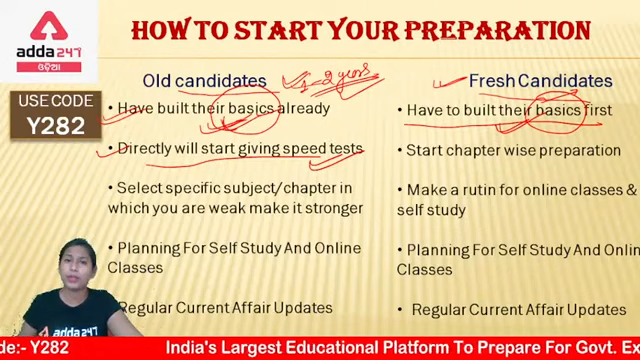 adda247
ଓଡ଼ିଆ
HOW TO START YOUR PREPARATION
USE CODE
Y282
Old candidates
1-2 years
• Have built their basics already
• Directly will start giving speed tests
• Select specific subject/chapter in
which you are weak make it stronger
• Planning For Self Study And Online
Classes
Regular Current Affair Updates
Fresh Candidates
• Have to built their basics first
• Start chapter wise preparation
• Make a rutin for online classes &
self study
• Planning For Self Study And Online
Classes
• Regular Current Affair Updates
adda247
de:- Y282
India's Largest Educational Platform To Prepare For Govt. Ex